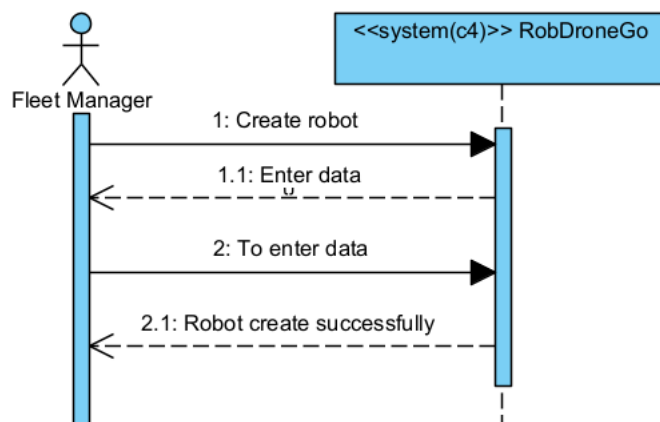 <<system(c4)>> RobDroneGo
Fleet Manager
1: Create robot
1.1: Enter data
2: To enter data
2.1: Robot create successfully